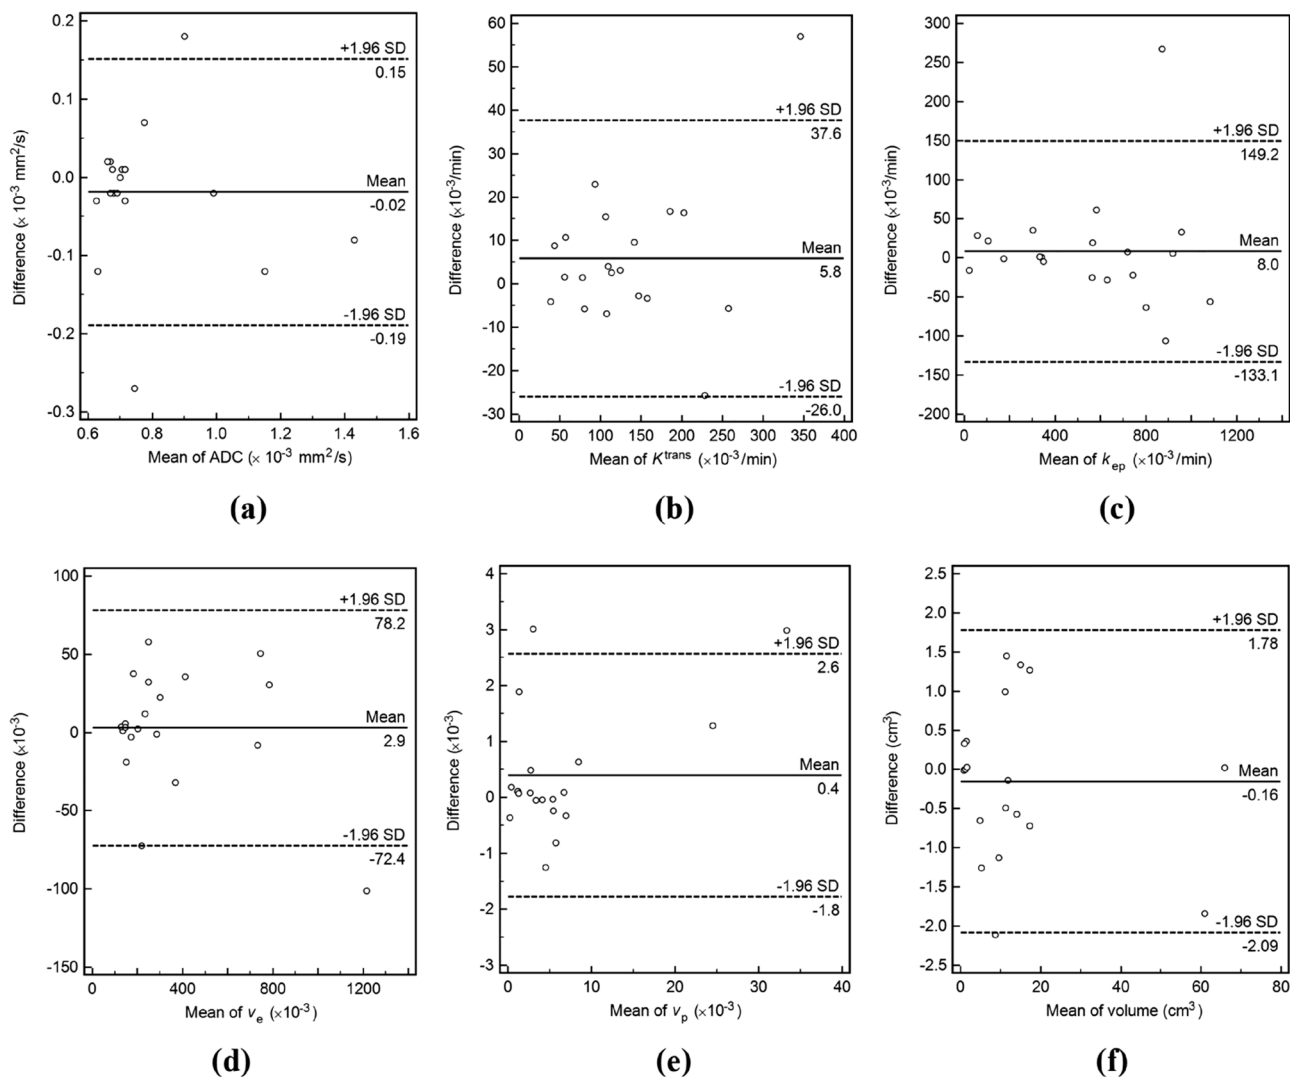 0.2
0.1
0.0
-0.1
-0.2
-0.3
Difference (× 10⁻³ mm²/s)
+1.96 SD
0.15
Mean
-0.02
-1.96 SD
-0.19
0.6 0.8 1.0 1.2 1.4 1.6
Mean of ADC (× 10⁻³ mm²/s)
(a)
60
50
40
30
20
10
0
-10
-20
-30
Difference (×10⁻³/min)
+1.96 SD
37.6
Mean
5.8
-1.96 SD
-26.0
0 50 100 150 200 250 300 350 400
Mean of Kᵗʳᵃⁿˢ (×10⁻³/min)
(b)
300
250
200
150
100
50
0
-50
-100
-150
-200
Difference (×10⁻³/min)
+1.96 SD
149.2
Mean
8.0
-1.96 SD
-133.1
0 400 800 1200
Mean of kₑₚ (×10⁻³/min)
(c)
100
50
0
-50
-100
-150
Difference (×10⁻³)
+1.96 SD
78.2
Mean
2.9
-1.96 SD
-72.4
0 400 800 1200
Mean of vₑ (×10⁻³)
(d)
4
3
2
1
0
-1
-2
-3
Difference (×10⁻³)
+1.96 SD
2.6
Mean
0.4
-1.96 SD
-1.8
0 10 20 30 40
Mean of vₚ (×10⁻³)
(e)
2.5
2.0
1.5
1.0
0.5
0.0
-0.5
-1.0
-1.5
-2.0
-2.5
Difference (cm³)
+1.96 SD
1.78
Mean
-0.16
-1.96 SD
-2.09
0 20 40 60 80
Mean of volume (cm³)
(f)